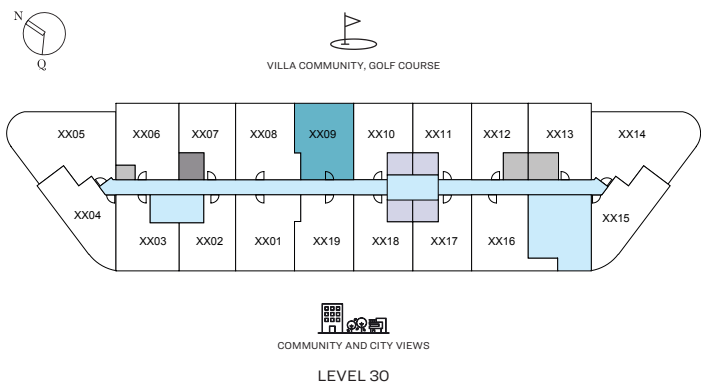 N
Q
VILLA COMMUNITY, GOLF COURSE
XX05 XX06 XX07 XX08 XX09 XX10 XX11 XX12 XX13 XX14
XX04 XX03 XX02 XX01 XX19 XX18 XX17 XX16 XX15
COMMUNITY AND CITY VIEWS
LEVEL 30